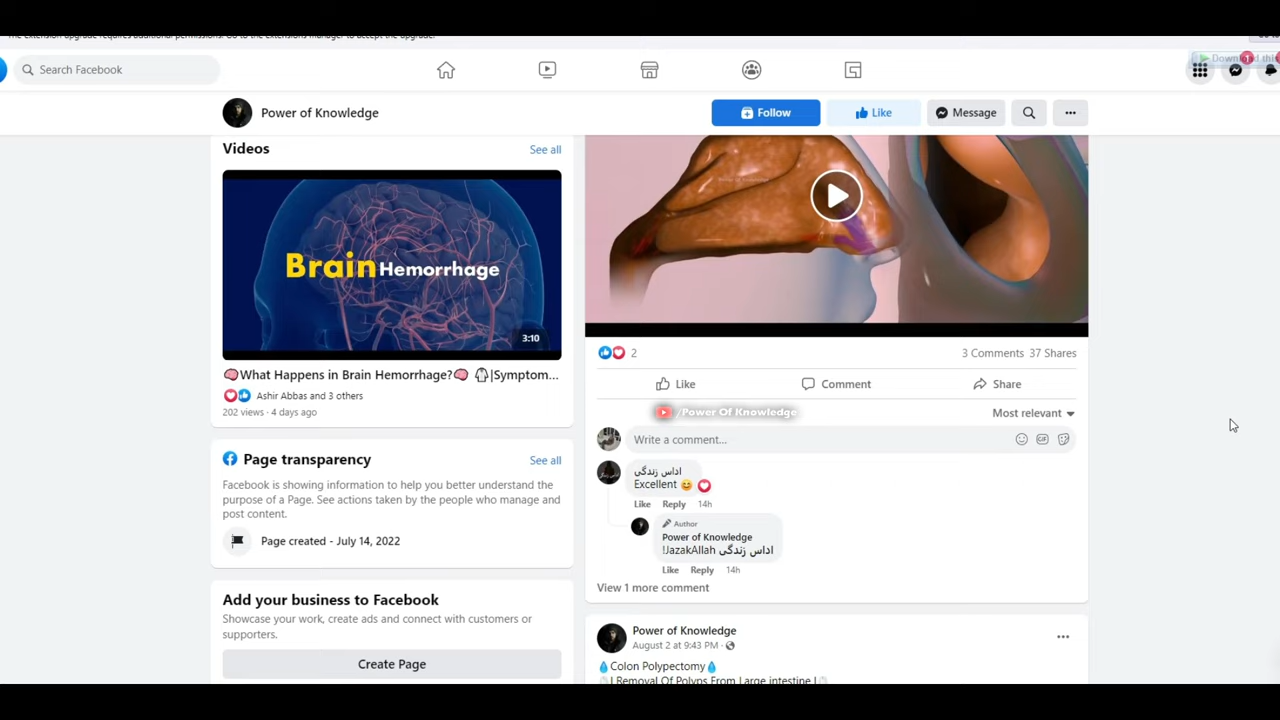 The extension upgrade requires additional permissions. Go to the extensions manager to accept the upgrade.
Search Facebook
Download this
Power of Knowledge
Follow
Like
Message
Videos
See all
Brain Hemorrhage
3:10
🧠What Happens in Brain Hemorrhage?🧠 |Symptom...
Ashir Abbas and 3 others
202 views · 4 days ago
Page transparency
See all
Facebook is showing information to help you better understand the
purpose of a Page. See actions taken by the people who manage and
post content.
Page created - July 14, 2022
Add your business to Facebook
Showcase your work, create ads and connect with customers or
supporters.
Create Page
2
3 Comments 37 Shares
Like
Comment
Share
/Power Of Knowledge
Most relevant
Write a comment...
GIF
اداس زندگی
Excellent 😊
Like Reply 14h
Author
Power of Knowledge
!JazakAllah اداس زندگی
Like Reply 14h
View 1 more comment
Power of Knowledge
August 2 at 9:43 PM ·
💧Colon Polypectomy💧
| Removal Of Polyps From Large intestine |